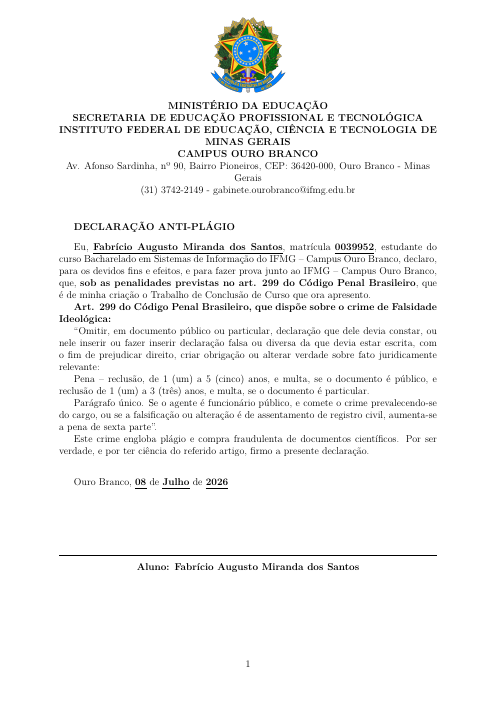 MINISTÉRIO DA EDUCAÇÃO
SECRETARIA DE EDUCAÇÃO PROFISSIONAL E TECNOLÓGICA
INSTITUTO FEDERAL DE EDUCAÇÃO, CIÊNCIA E TECNOLOGIA DE
MINAS GERAIS
CAMPUS OURO BRANCO
Av. Afonso Sardinha, nº 90, Bairro Pioneiros, CEP: 36420-000, Ouro Branco - Minas
Gerais
(31) 3742-2149 - gabinete.ourobranco@ifmg.edu.br
DECLARAÇÃO ANTI-PLÁGIO
Eu, Fabrício Augusto Miranda dos Santos, matrícula 0039952, estudante do
curso Bacharelado em Sistemas de Informação do IFMG – Campus Ouro Branco, declaro,
para os devidos fins e efeitos, e para fazer prova junto ao IFMG – Campus Ouro Branco,
que, sob as penalidades previstas no art. 299 do Código Penal Brasileiro, que
é de minha criação o Trabalho de Conclusão de Curso que ora apresento.
Art. 299 do Código Penal Brasileiro, que dispõe sobre o crime de Falsidade
Ideológica:
“Omitir, em documento público ou particular, declaração que dele devia constar, ou
nele inserir ou fazer inserir declaração falsa ou diversa da que devia estar escrita, com
o fim de prejudicar direito, criar obrigação ou alterar verdade sobre fato juridicamente
relevante:
Pena – reclusão, de 1 (um) a 5 (cinco) anos, e multa, se o documento é público, e
reclusão de 1 (um) a 3 (três) anos, e multa, se o documento é particular.
Parágrafo único. Se o agente é funcionário público, e comete o crime prevalecendo-se
do cargo, ou se a falsificação ou alteração é de assentamento de registro civil, aumenta-se
a pena de sexta parte”.
Este crime engloba plágio e compra fraudulenta de documentos científicos. Por ser
verdade, e por ter ciência do referido artigo, firmo a presente declaração.
Ouro Branco, 08 de Julho de 2026
Aluno: Fabrício Augusto Miranda dos Santos
1